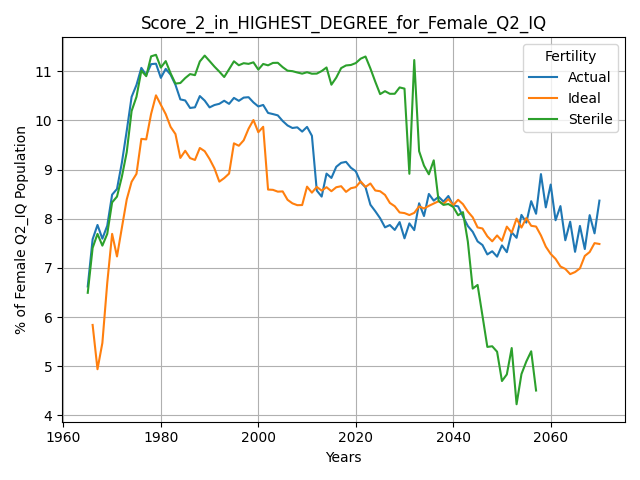 Score_2_in_HIGHEST_DEGREE_for_Female_Q2_IQ
Fertility
Actual
Ideal
Sterile
% of Female Q2_IQ Population
11
10
9
8
7
6
5
4
1960
1980
2000
2020
2040
2060
Years